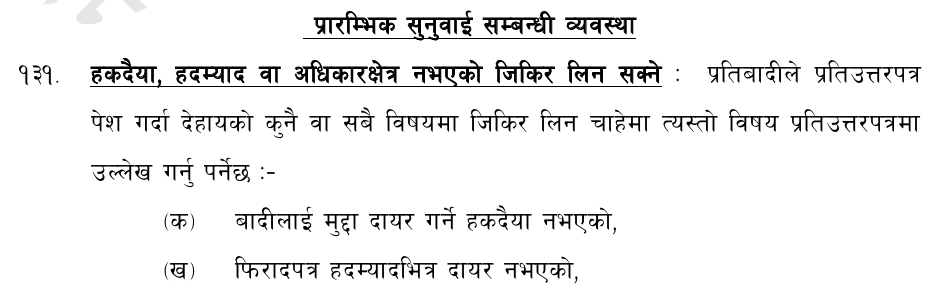 प्रारम्भिक सुनुवाई सम्बन्धी व्यवस्था
१३१. हकदैया, हदम्याद वा अधिकारक्षेत्र नभएको जिकिर लिन सक्ने : प्रतिबादीले प्रतिउत्तरपत्र
पेश गर्दा देहायको कुनै वा सबै विषयमा जिकिर लिन चाहेमा त्यस्तो विषय प्रतिउत्तरपत्रमा
उल्लेख गर्नु पर्नेछ :-
(क) बादीलाई मुद्दा दायर गर्ने हकदैया नभएको,
(ख) फिरादपत्र हदम्यादभित्र दायर नभएको,